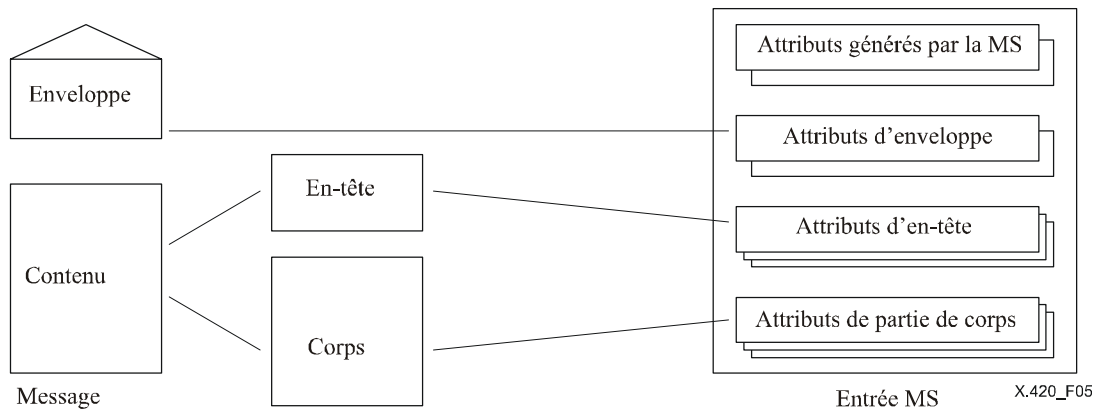 Attributs générés par la MS
Enveloppe
Attributs d’enveloppe
En-tête
Attributs d’en-tête
Contenu
Attributs de partie de corps
Corps
Message
Entrée MS
X.420_F05